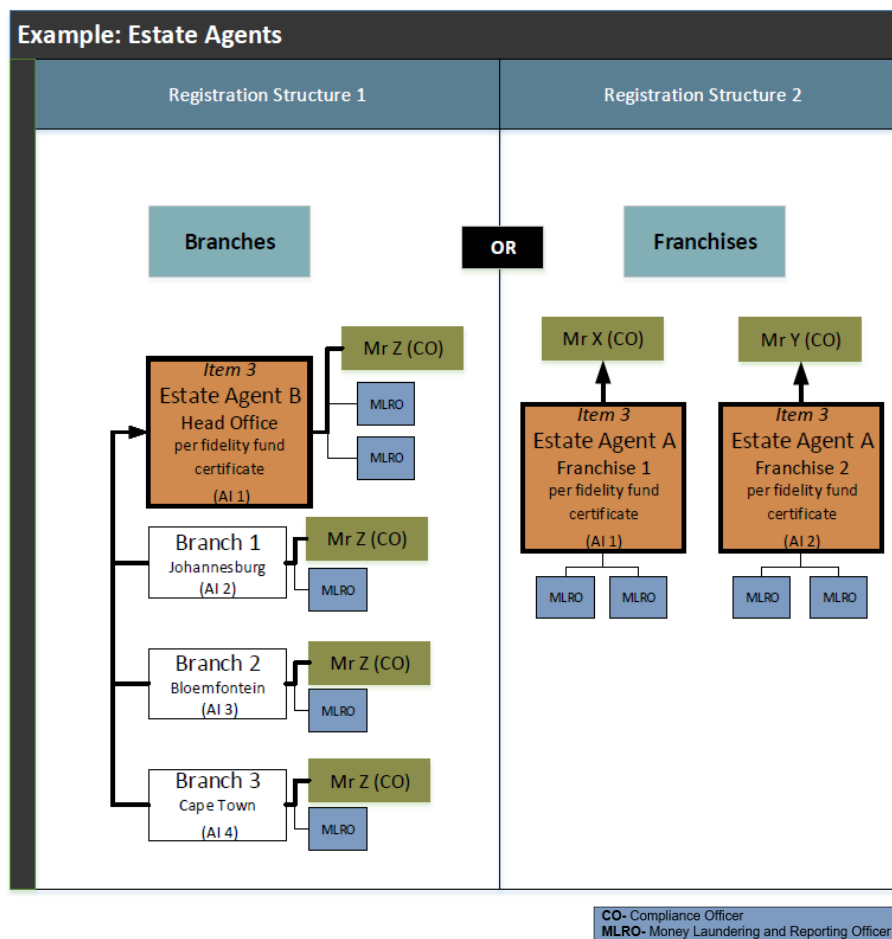 Example: Estate Agents
Registration Structure 1
Registration Structure 2
Branches
OR
Franchises
Mr Z (CO)
Item 3
Estate Agent B
Head Office
per fidelity fund
certificate
(AI 1)
MLRO
MLRO
Branch 1
Johannesburg
(AI 2)
Mr Z (CO)
MLRO
Branch 2
Bloemfontein
(AI 3)
Mr Z (CO)
MLRO
Branch 3
Cape Town
(AI 4)
Mr Z (CO)
MLRO
Mr X (CO)
Item 3
Estate Agent A
Franchise 1
per fidelity fund
certificate
(AI 1)
MLRO
MLRO
Mr Y (CO)
Item 3
Estate Agent A
Franchise 2
per fidelity fund
certificate
(AI 2)
MLRO
MLRO
CO- Compliance Officer
MLRO- Money Laundering and Reporting Officer